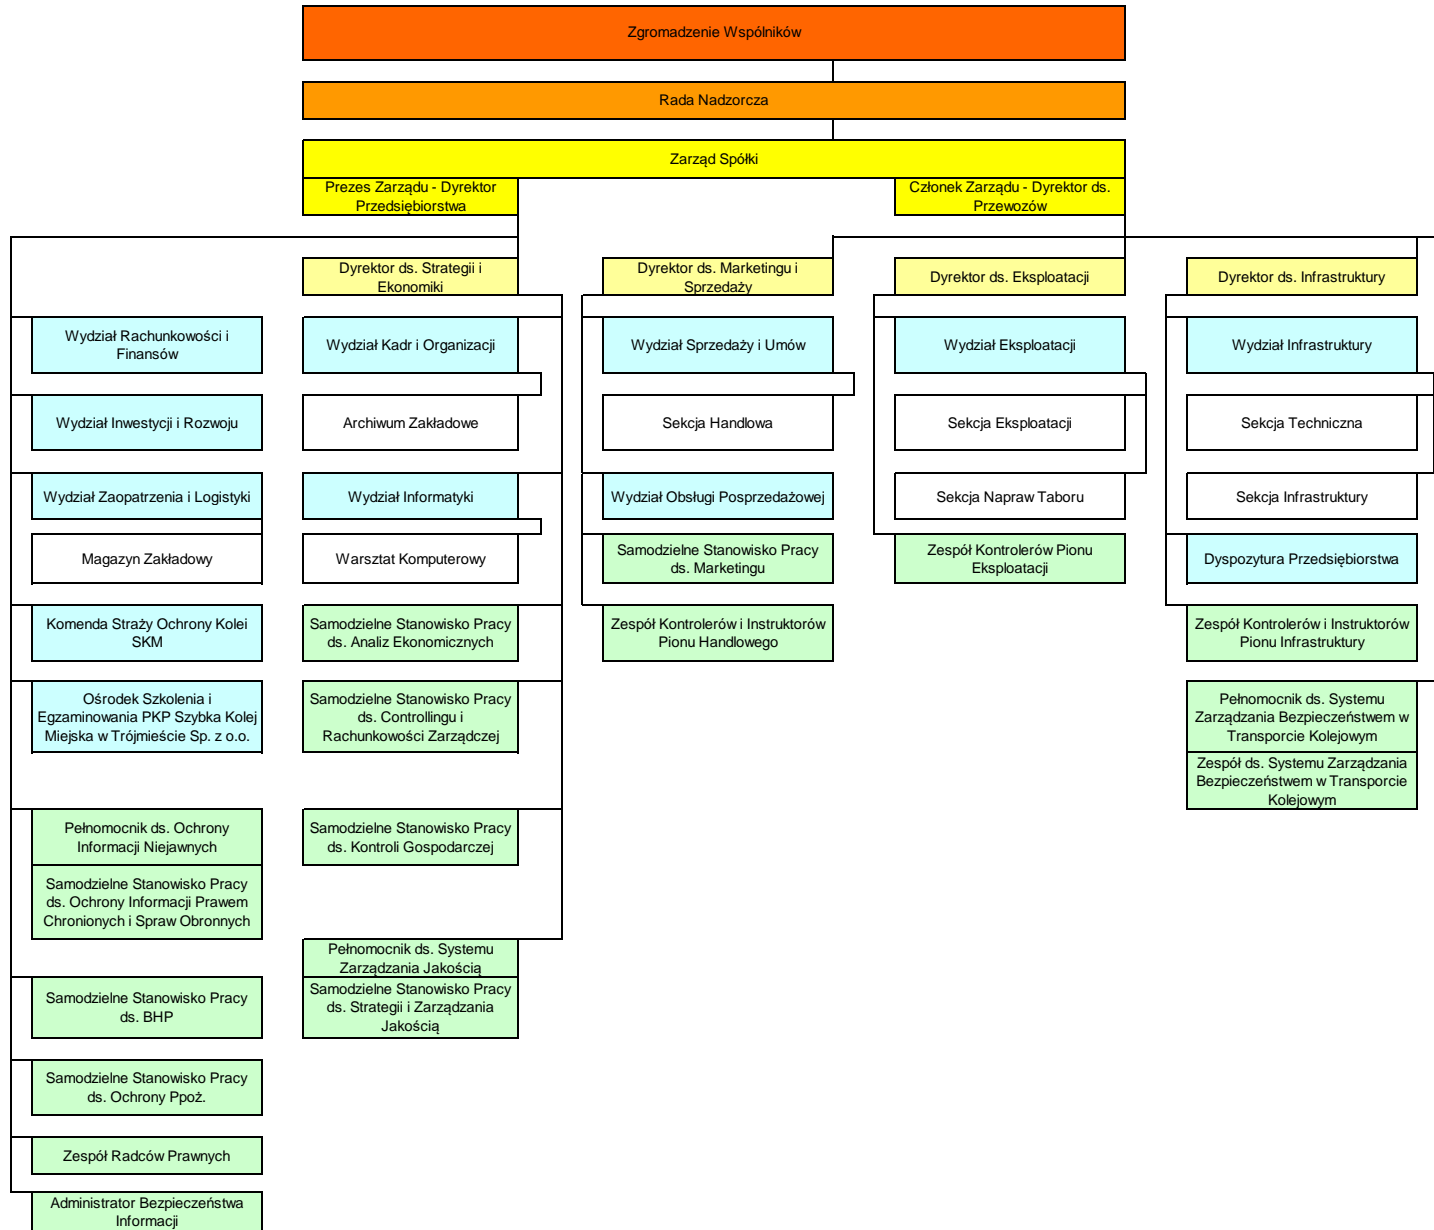 Zgromadzenie Wspólników
Rada Nadzorcza
Zarząd Spółki
Prezes Zarządu - Dyrektor
Przedsiębiorstwa
Członek Zarządu - Dyrektor ds.
Przewozów
Dyrektor ds. Strategii i
Ekonomiki
Dyrektor ds. Marketingu i
Sprzedaży
Dyrektor ds. Eksploatacji
Dyrektor ds. Infrastruktury
Wydział Rachunkowości i
Finansów
Wydział Kadr i Organizacji
Wydział Sprzedaży i Umów
Wydział Eksploatacji
Wydział Infrastruktury
Wydział Inwestycji i Rozwoju
Archiwum Zakładowe
Sekcja Handlowa
Sekcja Eksploatacji
Sekcja Techniczna
Wydział Zaopatrzenia i Logistyki
Wydział Informatyki
Wydział Obsługi Posprzedażowej
Sekcja Napraw Taboru
Sekcja Infrastruktury
Magazyn Zakładowy
Warsztat Komputerowy
Samodzielne Stanowisko Pracy
ds. Marketingu
Zespół Kontrolerów Pionu
Eksploatacji
Dyspozytura Przedsiębiorstwa
Komenda Straży Ochrony Kolei
SKM
Samodzielne Stanowisko Pracy
ds. Analiz Ekonomicznych
Zespół Kontrolerów i Instruktorów
Pionu Handlowego
Zespół Kontrolerów i Instruktorów
Pionu Infrastruktury
Ośrodek Szkolenia i
Egzaminowania PKP Szybka Kolej
Miejska w Trójmieście Sp. z o.o.
Samodzielne Stanowisko Pracy
ds. Controllingu i
Rachunkowości Zarządczej
Pełnomocnik ds. Systemu
Zarządzania Bezpieczeństwem w
Transporcie Kolejowym
Zespół ds. Systemu Zarządzania
Bezpieczeństwem w Transporcie
Kolejowym
Pełnomocnik ds. Ochrony
Informacji Niejawnych
Samodzielne Stanowisko Pracy
ds. Kontroli Gospodarczej
Samodzielne Stanowisko Pracy
ds. Ochrony Informacji Prawem
Chronionych i Spraw Obronnych
Pełnomocnik ds. Systemu
Zarządzania Jakością
Samodzielne Stanowisko Pracy
ds. BHP
Samodzielne Stanowisko Pracy
ds. Strategii i Zarządzania
Jakością
Samodzielne Stanowisko Pracy
ds. Ochrony Ppoż.
Zespół Radców Prawnych
Administrator Bezpieczeństwa
Informacji